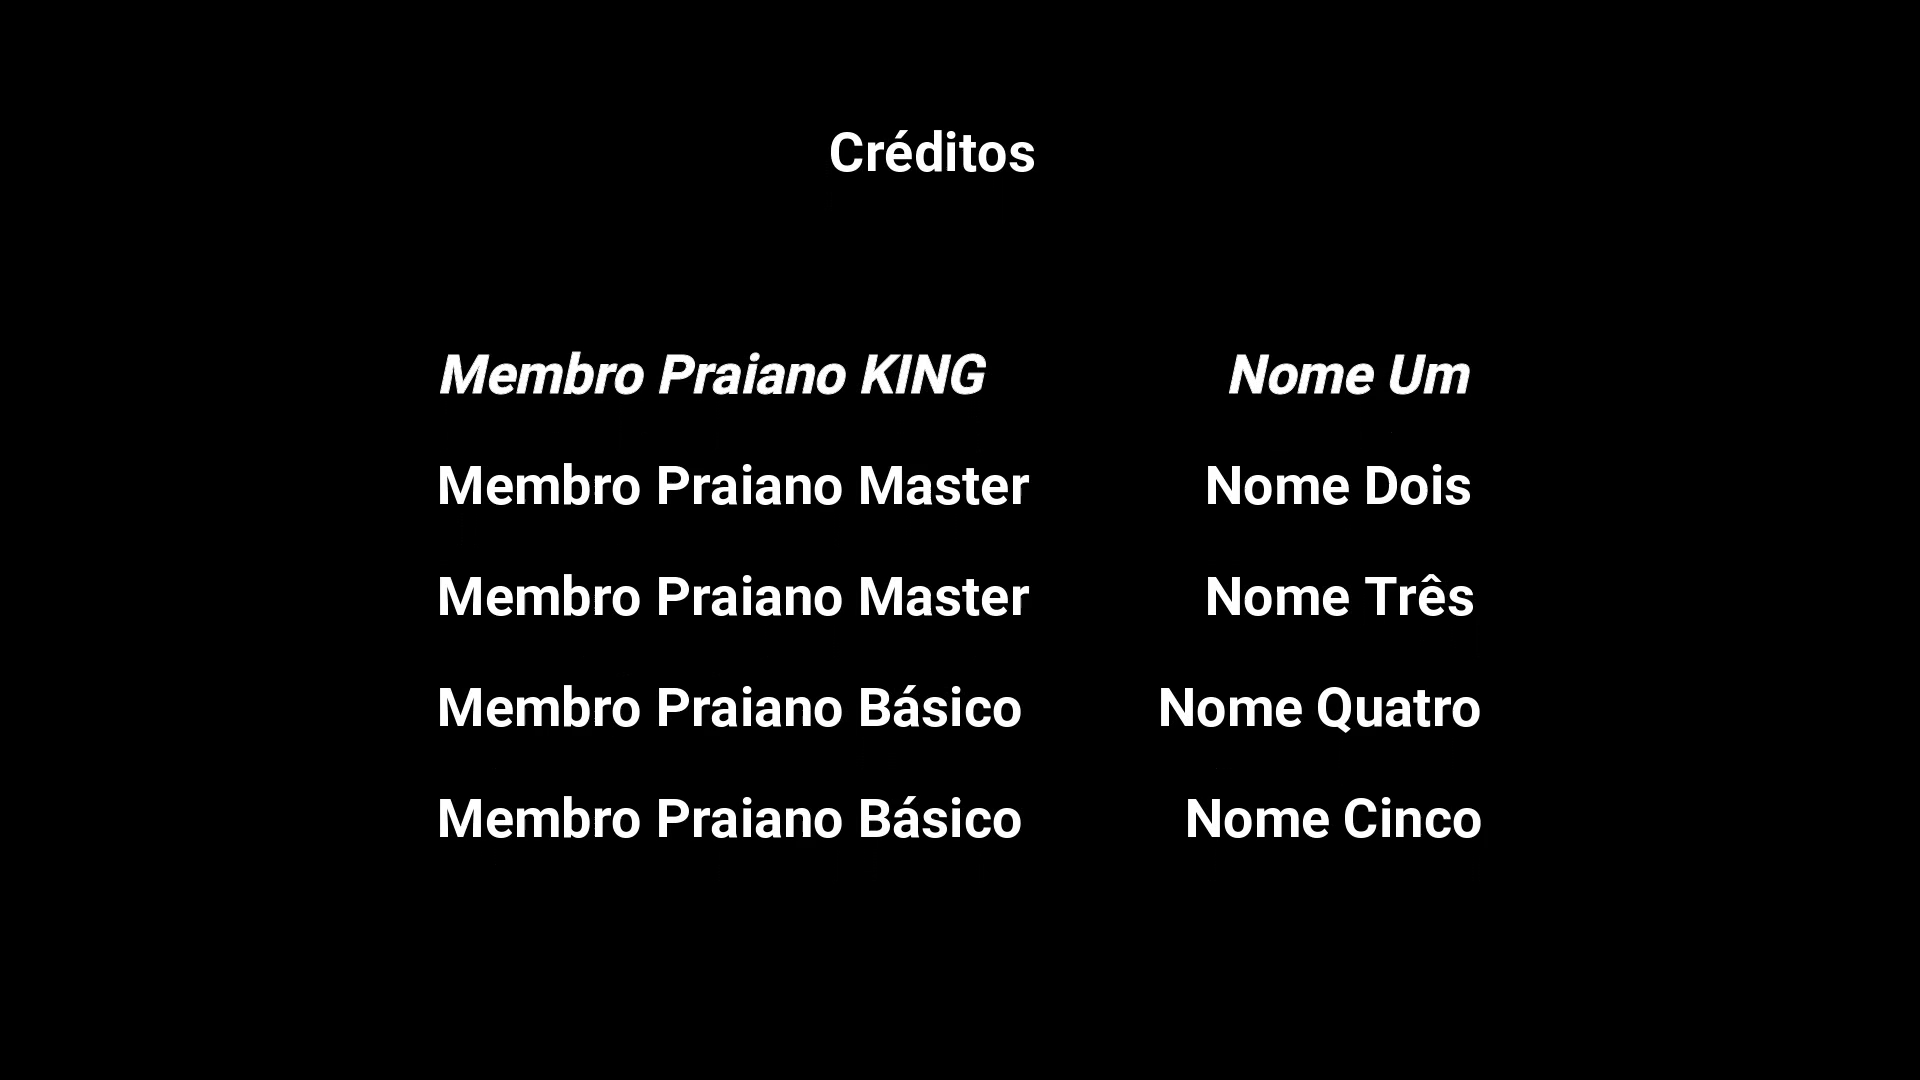 Créditos
Membro Praiano KING Nome Um
Membro Praiano Master Nome Dois
Membro Praiano Master Nome Três
Membro Praiano Básico Nome Quatro
Membro Praiano Básico Nome Cinco